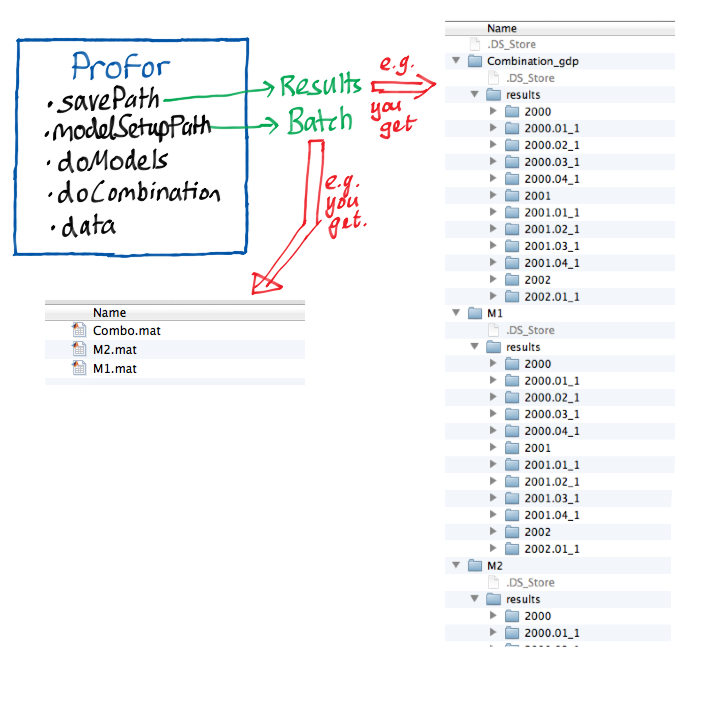 ProFor
• savePath
• modelSetupPath
• doModels
• doCombination
• data
Results
Batch
e.g.
you
get
e.g.
you
get.
Name
Combo.mat
M2.mat
M1.mat
Name
.DS_Store
Combination_gdp
.DS_Store
results
2000
2000.01_1
2000.02_1
2000.03_1
2000.04_1
2001
2001.01_1
2001.02_1
2001.03_1
2001.04_1
2002
2002.01_1
M1
.DS_Store
results
2000
2000.01_1
2000.02_1
2000.03_1
2000.04_1
2001
2001.01_1
2001.02_1
2001.03_1
2001.04_1
2002
2002.01_1
M2
.DS_Store
results
2000
2000.01_1